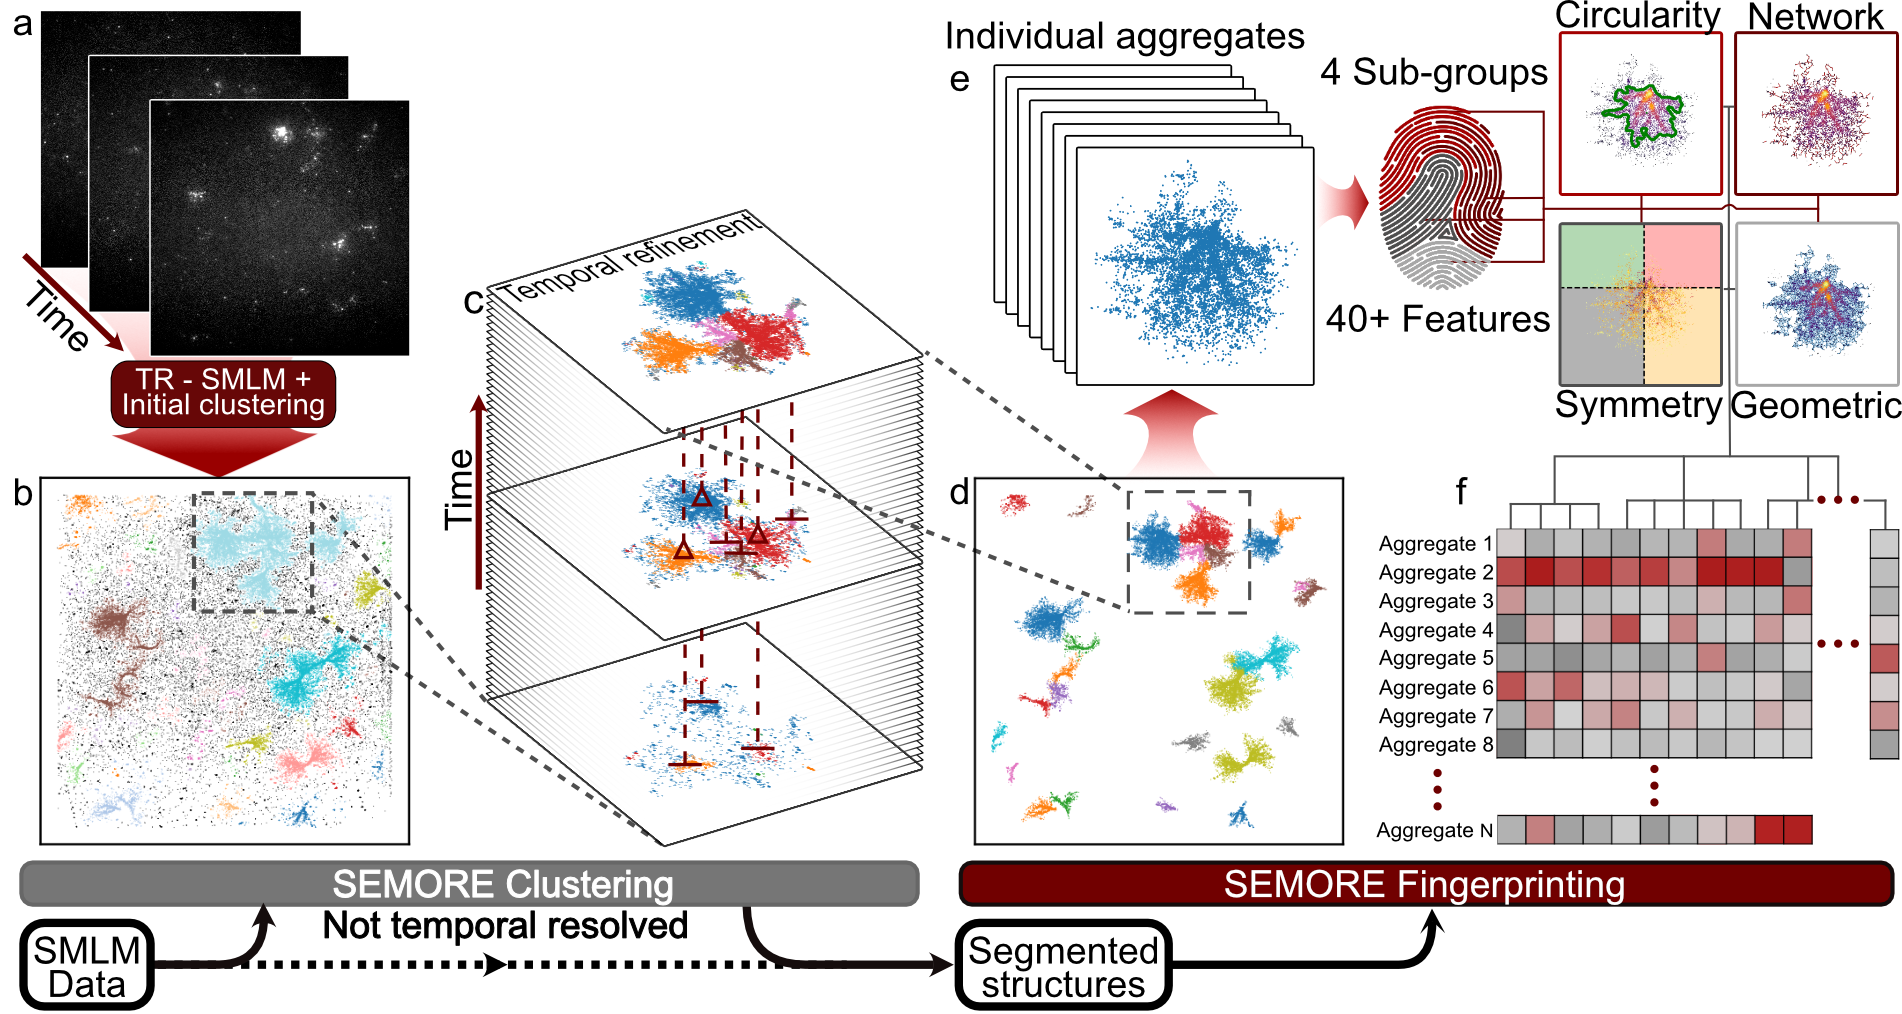 a
Time
TR - SMLM +
Initial clustering
b
c
Temporal refinement
Time
d
Individual aggregates
e
4 Sub-groups
40+ Features
Circularity
Network
Symmetry
Geometric
f
Aggregate 1
Aggregate 2
Aggregate 3
Aggregate 4
Aggregate 5
Aggregate 6
Aggregate 7
Aggregate 8
Aggregate N
SEMORE Clustering
SEMORE Fingerprinting
Not temporal resolved
SMLM
Data
Segmented
structures